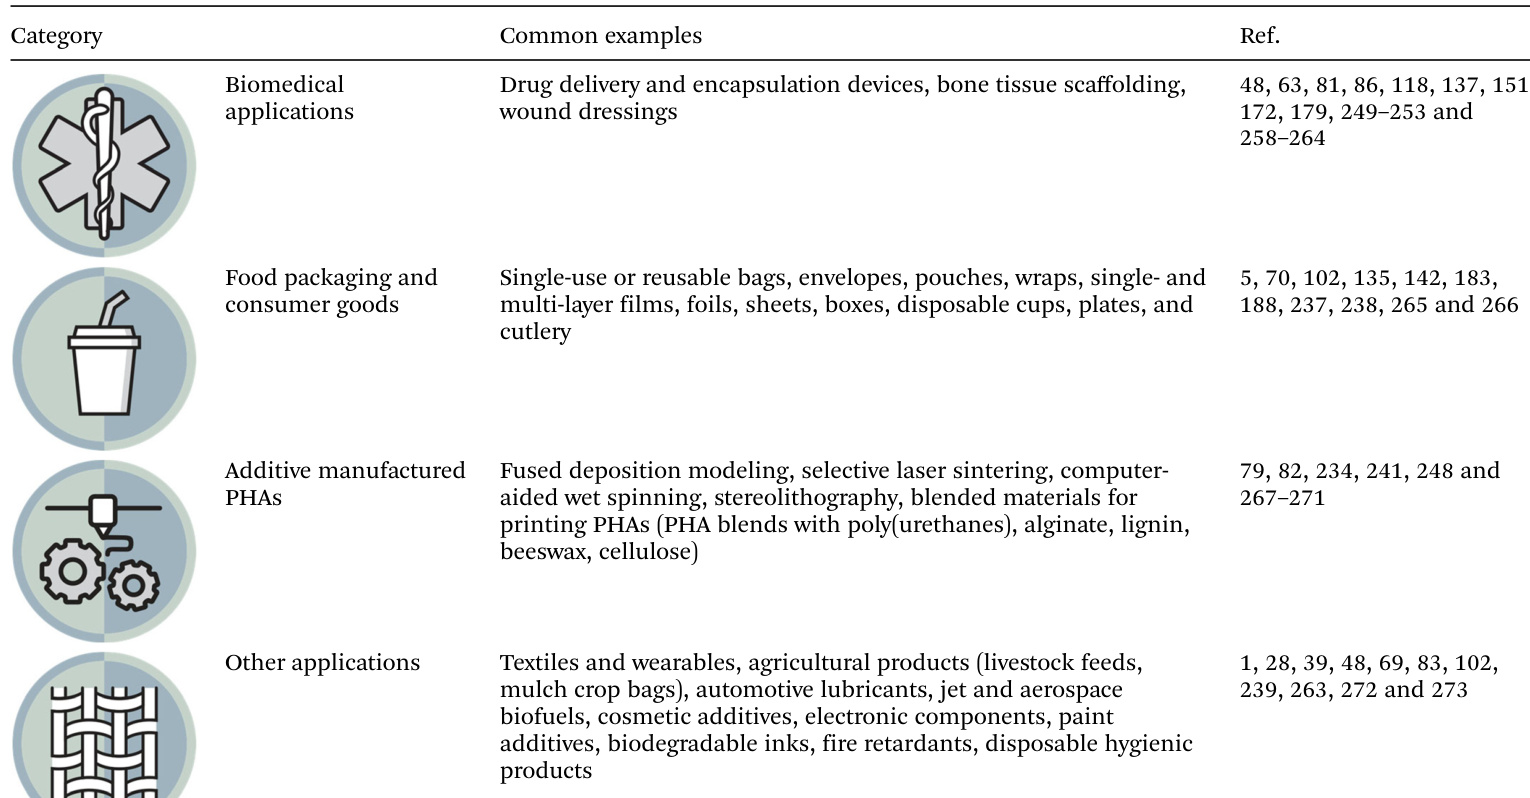 Category Common examples Ref.
Biomedical Drug delivery and encapsulation devices, bone tissue scaffolding, 48, 63, 81, 86, 118, 137, 151
applications wound dressings 172, 179, 249–253 and
258–264
Food packaging and Single-use or reusable bags, envelopes, pouches, wraps, single- and 5, 70, 102, 135, 142, 183,
consumer goods multi-layer films, foils, sheets, boxes, disposable cups, plates, and 188, 237, 238, 265 and 266
cutlery
Additive manufactured Fused deposition modeling, selective laser sintering, computer- 79, 82, 234, 241, 248 and
PHAs aided wet spinning, stereolithography, blended materials for 267–271
printing PHAs (PHA blends with poly(urethanes), alginate, lignin,
beeswax, cellulose)
Other applications Textiles and wearables, agricultural products (livestock feeds, 1, 28, 39, 48, 69, 83, 102,
mulch crop bags), automotive lubricants, jet and aerospace 239, 263, 272 and 273
biofuels, cosmetic additives, electronic components, paint
additives, biodegradable inks, fire retardants, disposable hygienic
products